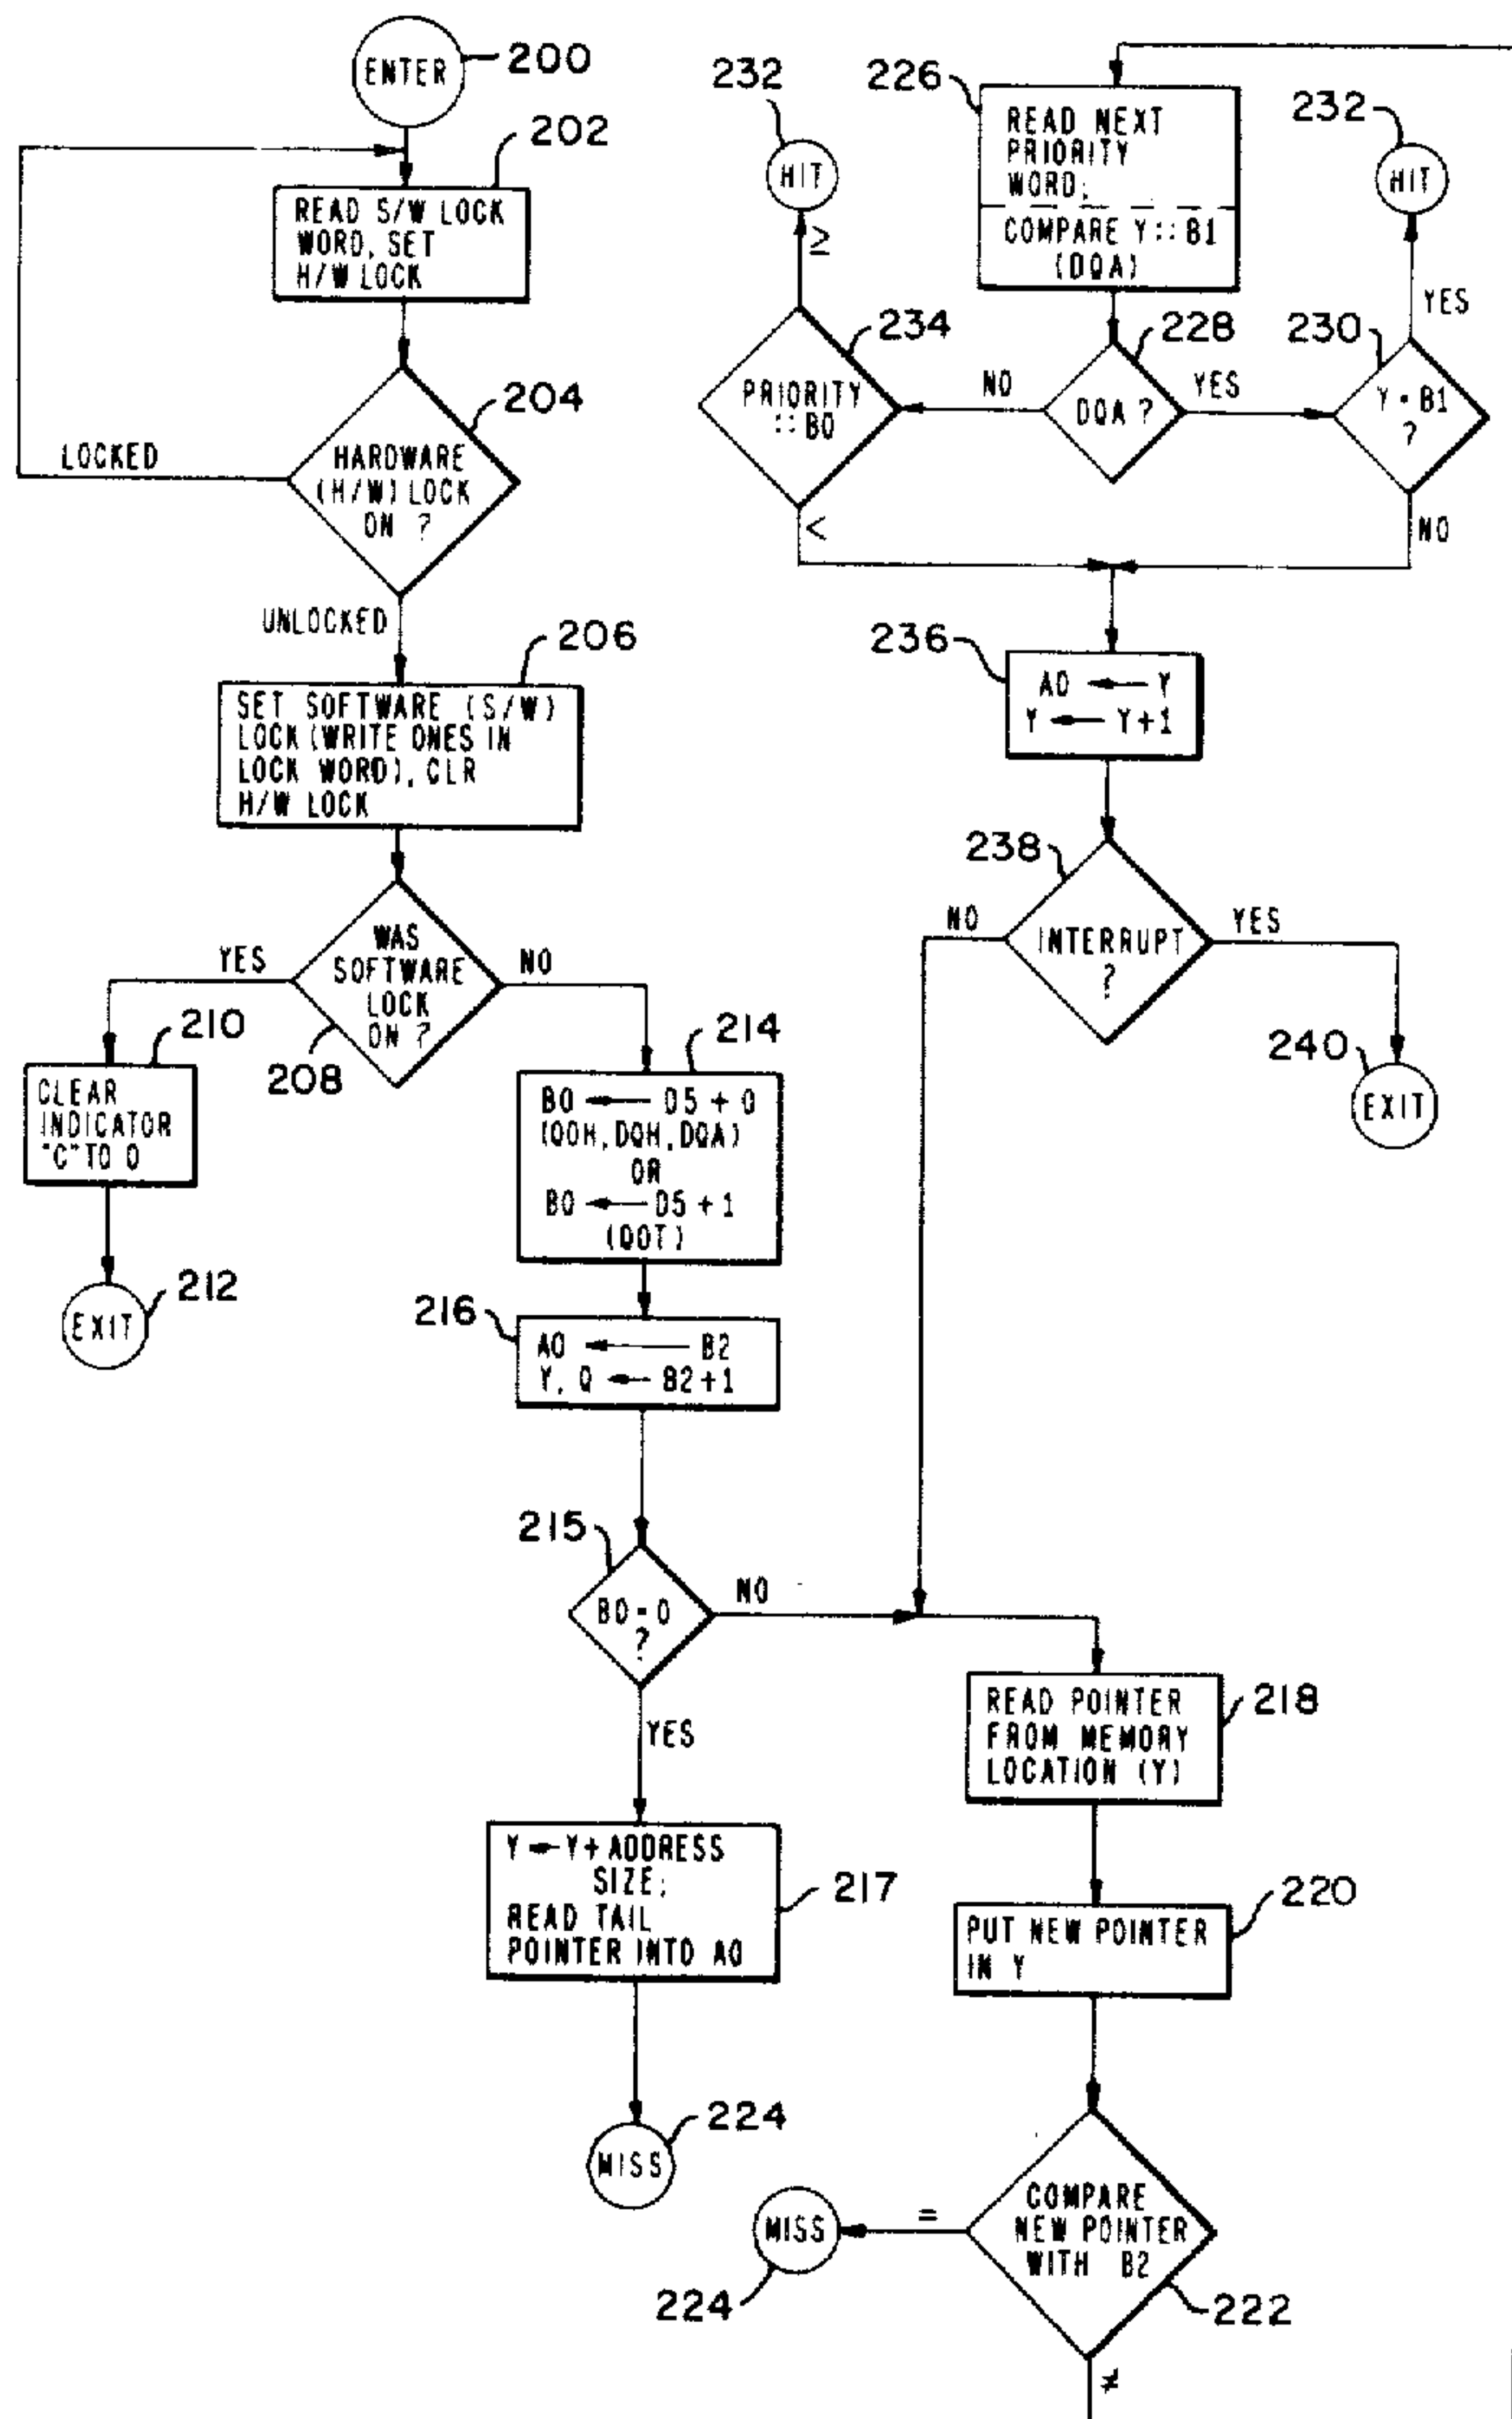 ENTER
200
202
READ S/W LOCK
WORD, SET
H/W LOCK
204
LOCKED
HARDWARE
(H/W) LOCK
ON ?
UNLOCKED
206
SET SOFTWARE (S/W)
LOCK (WRITE ONES IN
LOCK WORD), CLR
H/W LOCK
WAS
SOFTWARE
LOCK
ON ?
YES
NO
208
210
CLEAR
INDICATOR
"C" TO 0
EXIT
212
214
B0 ← D5 + 0
(QOH, DQH, DQA)
OR
B0 ← D5 + 1
(QOT)
216
A0 ← B2
Y, Q ← B2+1
215
B0 = 0
?
NO
YES
Y ← Y + ADDRESS
SIZE;
READ TAIL
POINTER INTO A0
217
MISS
224
232
HIT
≥
226
READ NEXT
PRIORITY
WORD;
COMPARE Y :: B1
(DQA)
232
HIT
YES
234
PRIORITY
:: B0
<
228
NO
DQA ?
YES
230
Y = B1
?
NO
236
A0 ← Y
Y ← Y+1
238
NO
INTERRUPT
?
YES
240
EXIT
READ POINTER
FROM MEMORY
LOCATION (Y)
218
PUT NEW POINTER
IN Y
220
COMPARE
NEW POINTER
WITH B2
222
=
MISS
224
≠